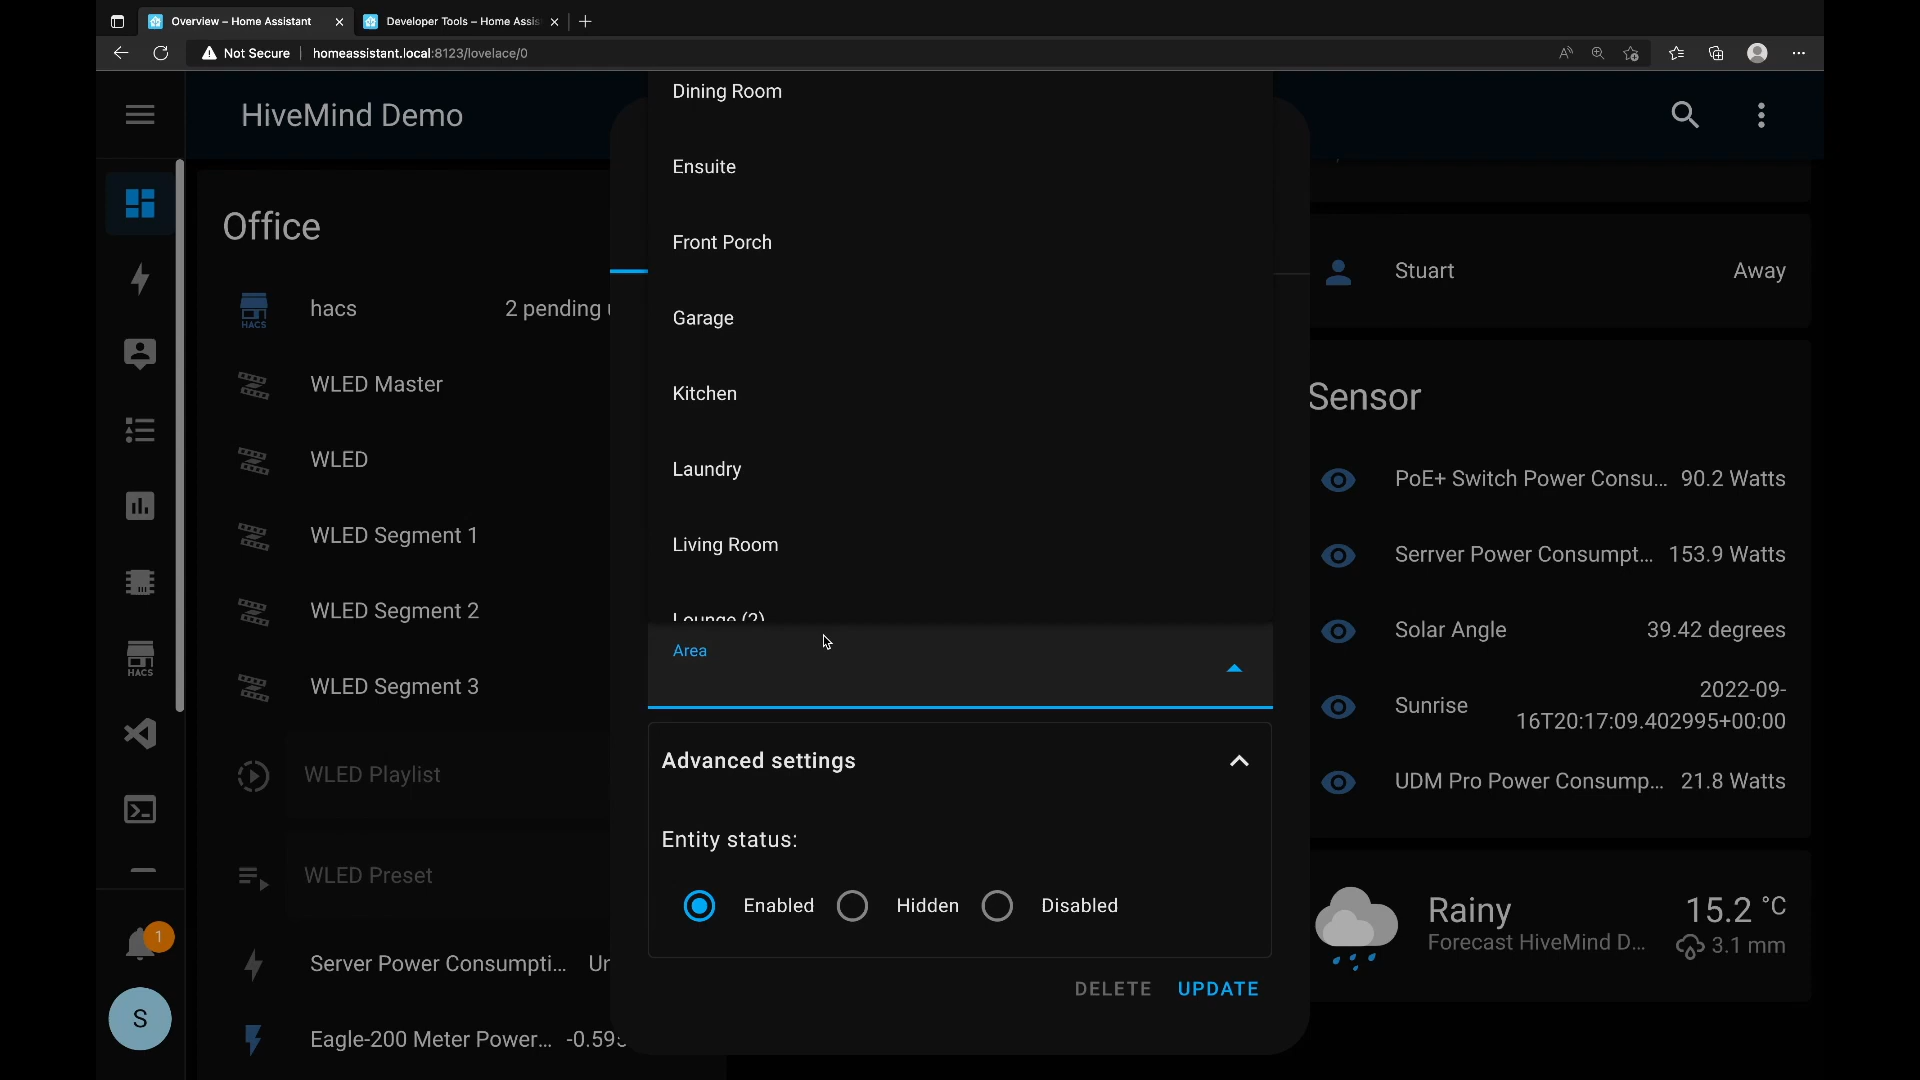 Overview – Home Assistant
Developer Tools – Home Assis
Not Secure
homeassistant.local:8123/lovelace/0
HiveMind Demo
Office
hacs
2 pending
HACS
WLED Master
WLED
WLED Segment 1
WLED Segment 2
WLED Segment 3
WLED Playlist
WLED Preset
Server Power Consumpti...
Eagle-200 Meter Power... -0.595
HACS
1
S
Dining Room
Ensuite
Front Porch
Garage
Kitchen
Laundry
Living Room
Lounge (2)
Area
Advanced settings
Entity status:
Enabled
Hidden
Disabled
DELETE
UPDATE
Stuart
Away
Sensor
PoE+ Switch Power Consu... 90.2 Watts
Serrver Power Consumpt... 153.9 Watts
Solar Angle 39.42 degrees
Sunrise
2022-09-
16T20:17:09.402995+00:00
UDM Pro Power Consump... 21.8 Watts
Rainy
15.2 °C
Forecast HiveMind D...
3.1 mm